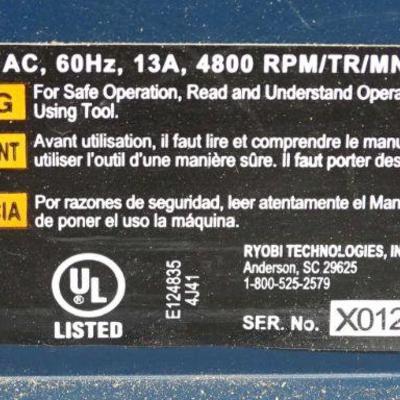 AC, 60Hz, 13A, 4800 RPM/TR/MN
G For Safe Operation, Read and Understand Opera
Using Tool.
NT Avant utilisation, il faut lire et comprendre le manu
utiliser l'outil d'une manière sûre. Il faut porter des
CIA Por razones de seguridad, leer atentamente el Man
de poner el uso la máquina.
UL
LISTED
E124835
4J41
RYOBI TECHNOLOGIES, IN
Anderson, SC 29625
1-800-525-2579
SER. No. X012